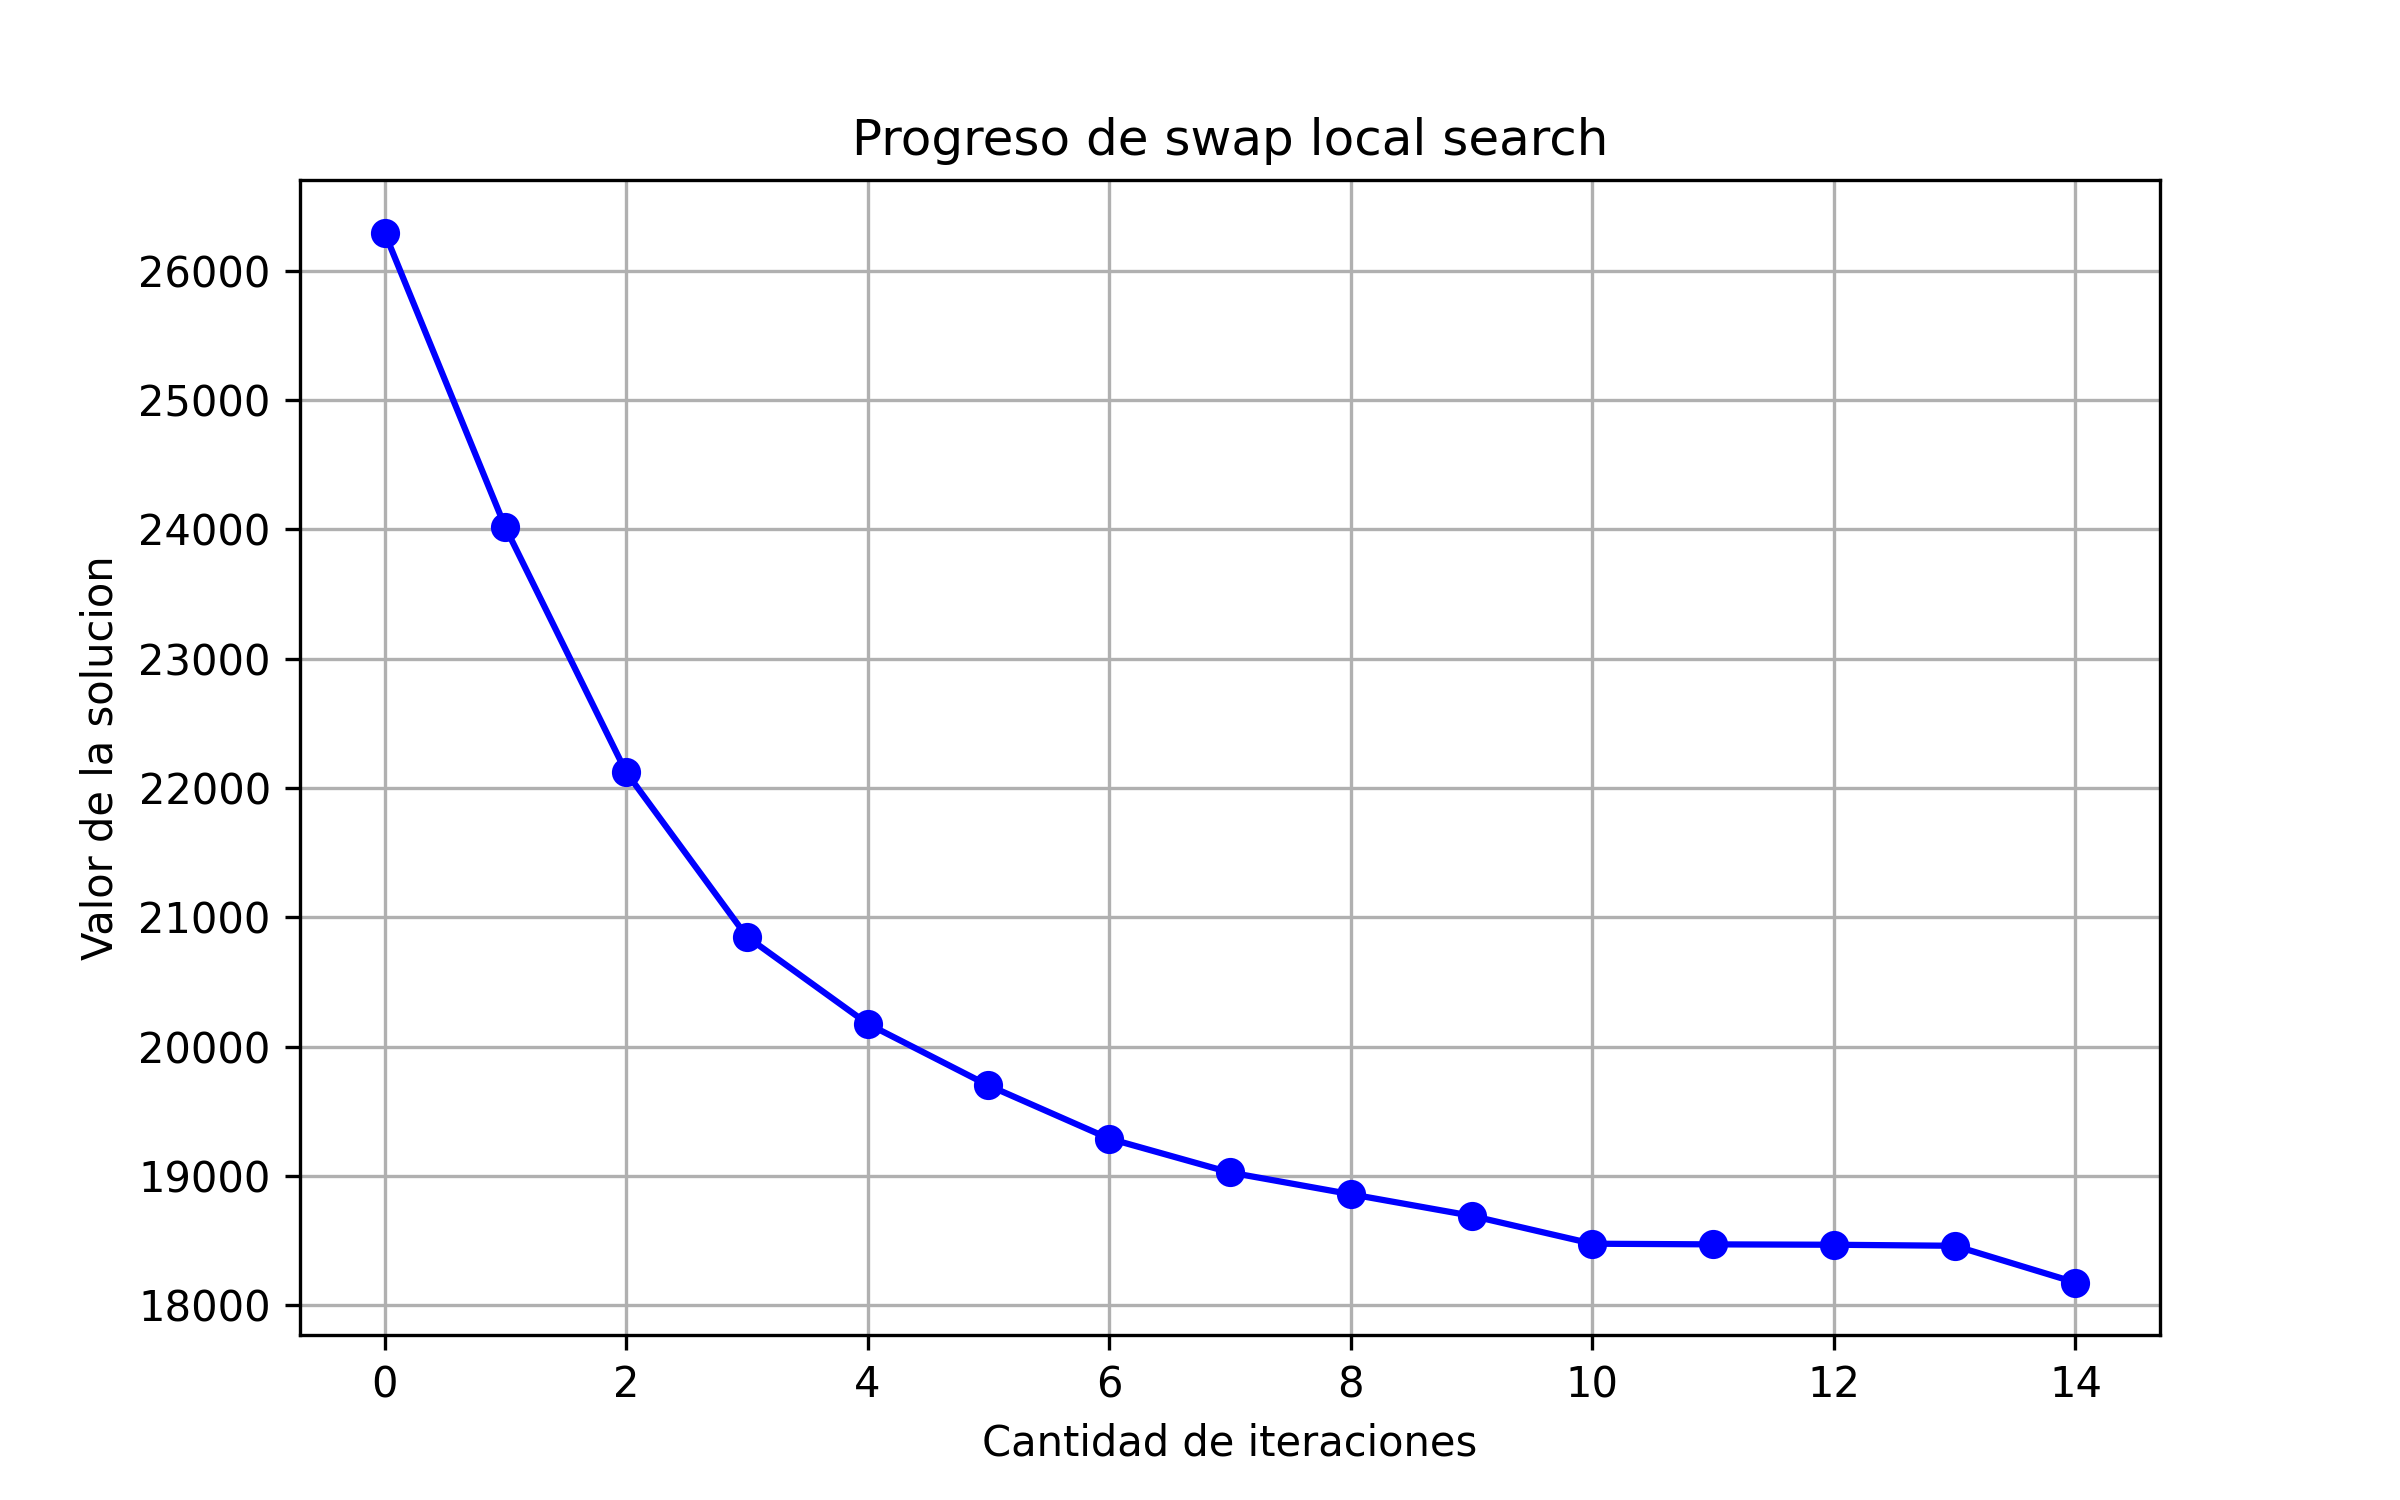 Progreso de swap local search
Valor de la solucion
26000
25000
24000
23000
22000
21000
20000
19000
18000
0 2 4 6 8 10 12 14
Cantidad de iteraciones